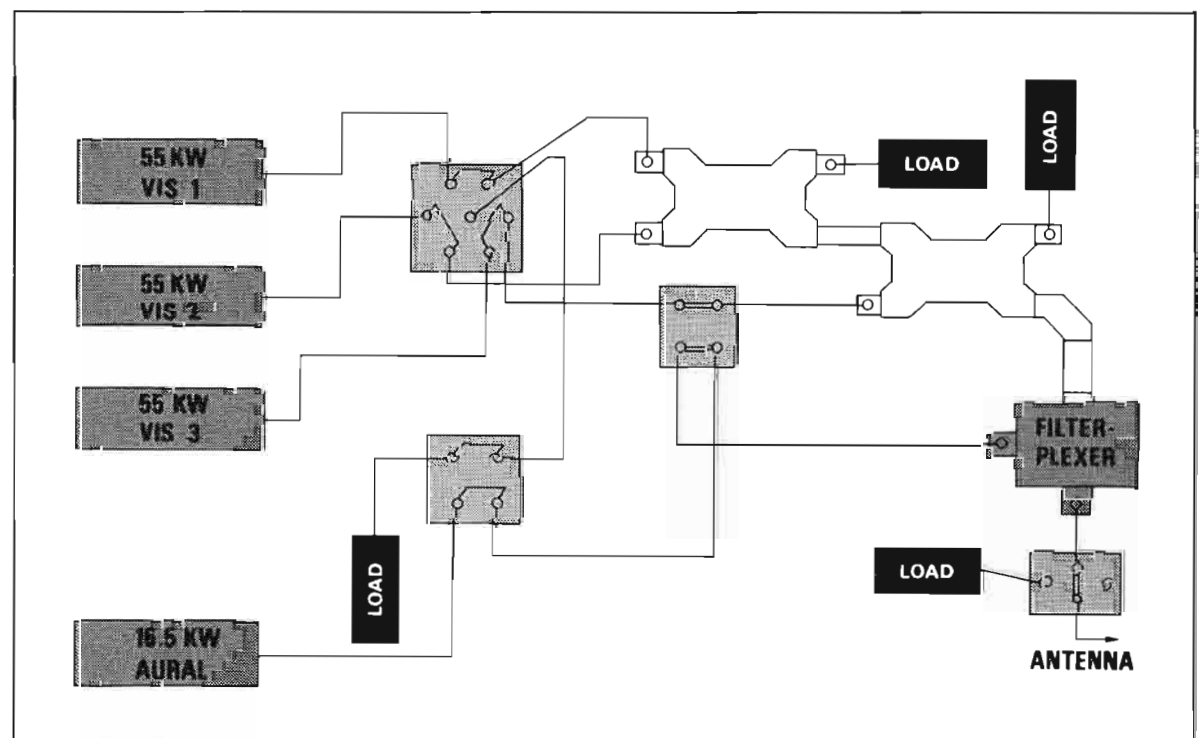 55 KW
VIS 1
55 KW
VIS 2
55 KW
VIS 3
16.5 KW
AURAL
LOAD
LOAD
LOAD
FILTER-
PLEXER
LOAD
ANTENNA